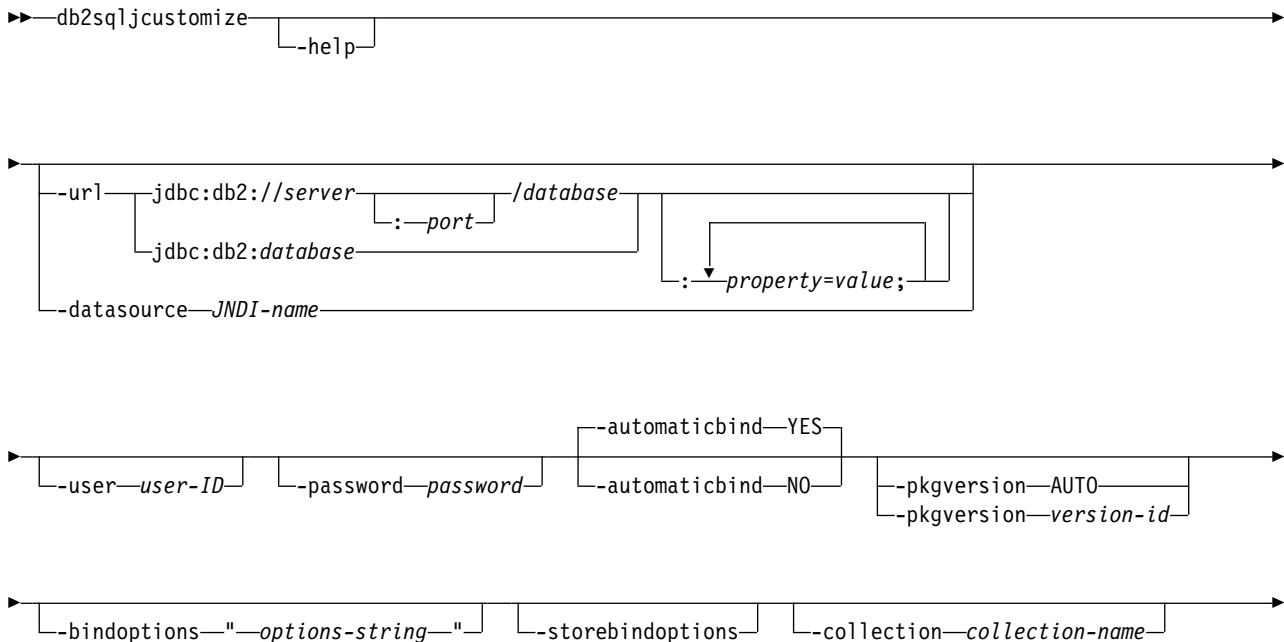 db2sqljcustomize
-help
-url jdbc:db2://server /database
: port
jdbc:db2:database
: property=value;
-datasource JNDI-name
-automaticbind YES
-user user-ID -password password -automaticbind NO -pkgversion AUTO
-pkgversion version-id
-bindoptions " options-string " -storebindoptions -collection collection-name